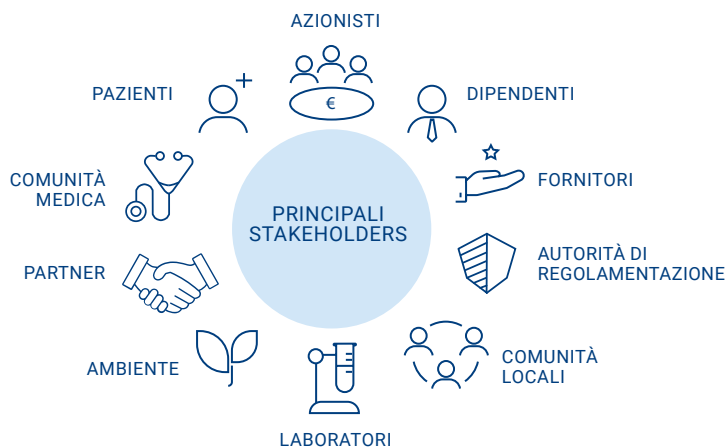 AZIONISTI
€
PAZIENTI
DIPENDENTI
COMUNITÀ
MEDICA
FORNITORI
PRINCIPALI
STAKEHOLDERS
PARTNER
AUTORITÀ DI
REGOLAMENTAZIONE
AMBIENTE
COMUNITÀ
LOCALI
LABORATORI